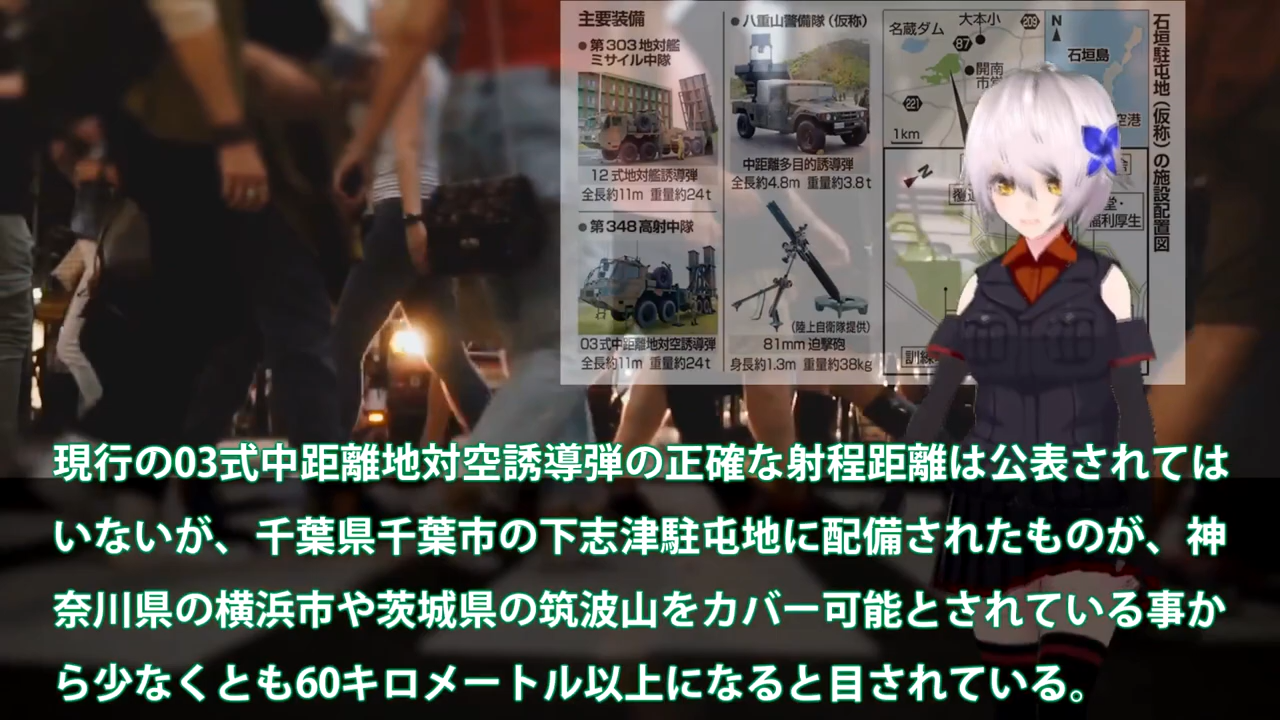 主要装備
●第303地対艦
ミサイル中隊
12式地対艦誘導弾
全長約11m 重量約24t
●第348高射中隊
03式中距離地対空誘導弾
全長約11m 重量約24t
●八重山警備隊（仮称）
中距離多目的誘導弾
全長約4.8m 重量約3.8t
（陸上自衛隊提供）
81mm迫撃砲
身長約1.3m 重量約38kg
名蔵ダム
大本小
209
87
●開南
221
1km
N
石垣島
空港
N
福利厚生
石垣駐屯地（仮称）の施設配置図
現行の03式中距離地対空誘導弾の正確な射程距離は公表されては
いないが、千葉県千葉市の下志津駐屯地に配備されたものが、神
奈川県の横浜市や茨城県の筑波山をカバー可能とされている事か
ら少なくとも60キロメートル以上になると目されている。